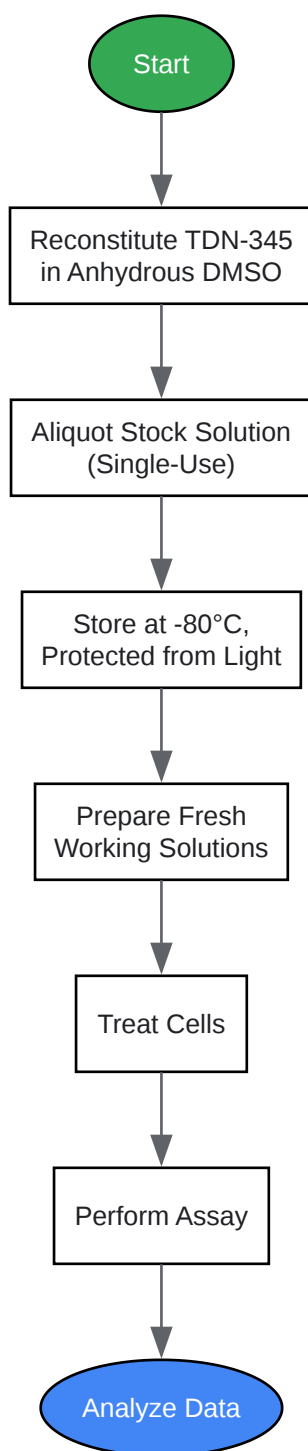 Start
Reconstitute TDN-345
in Anhydrous DMSO
Aliquot Stock Solution
(Single-Use)
Store at -80°C,
Protected from Light
Prepare Fresh
Working Solutions
Treat Cells
Perform Assay
Analyze Data